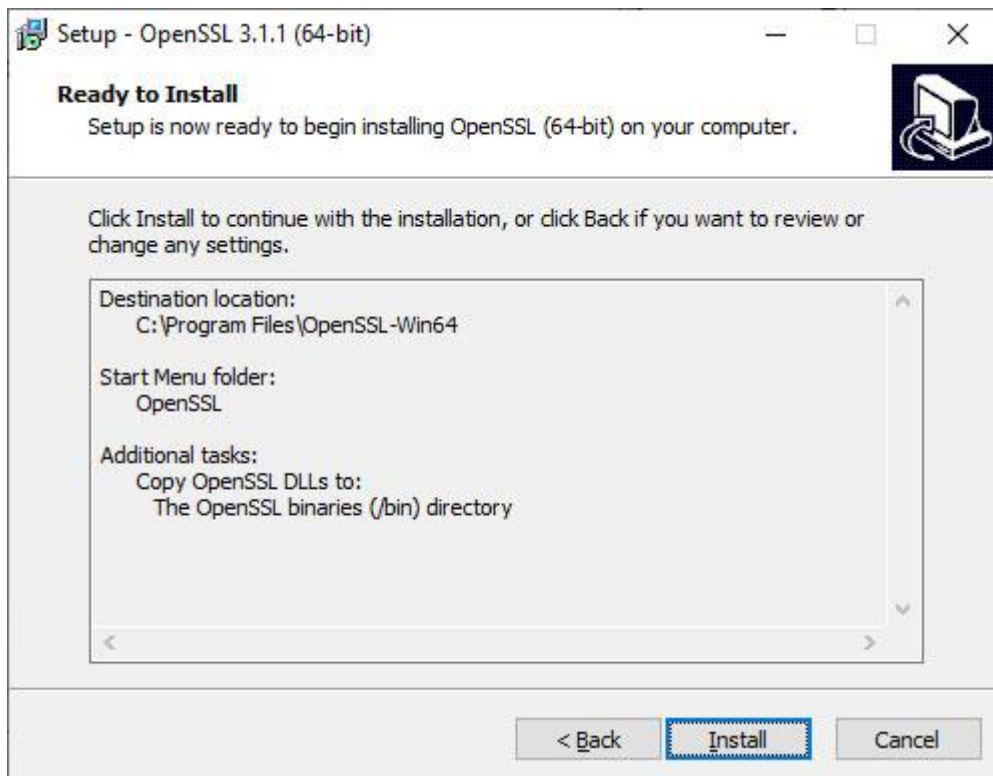 Setup - OpenSSL 3.1.1 (64-bit)
Ready to Install
Setup is now ready to begin installing OpenSSL (64-bit) on your computer.
Click Install to continue with the installation, or click Back if you want to review or
change any settings.
Destination location:
C:\Program Files\OpenSSL-Win64
Start Menu folder:
OpenSSL
Additional tasks:
Copy OpenSSL DLLs to:
The OpenSSL binaries (/bin) directory
< Back
Install
Cancel